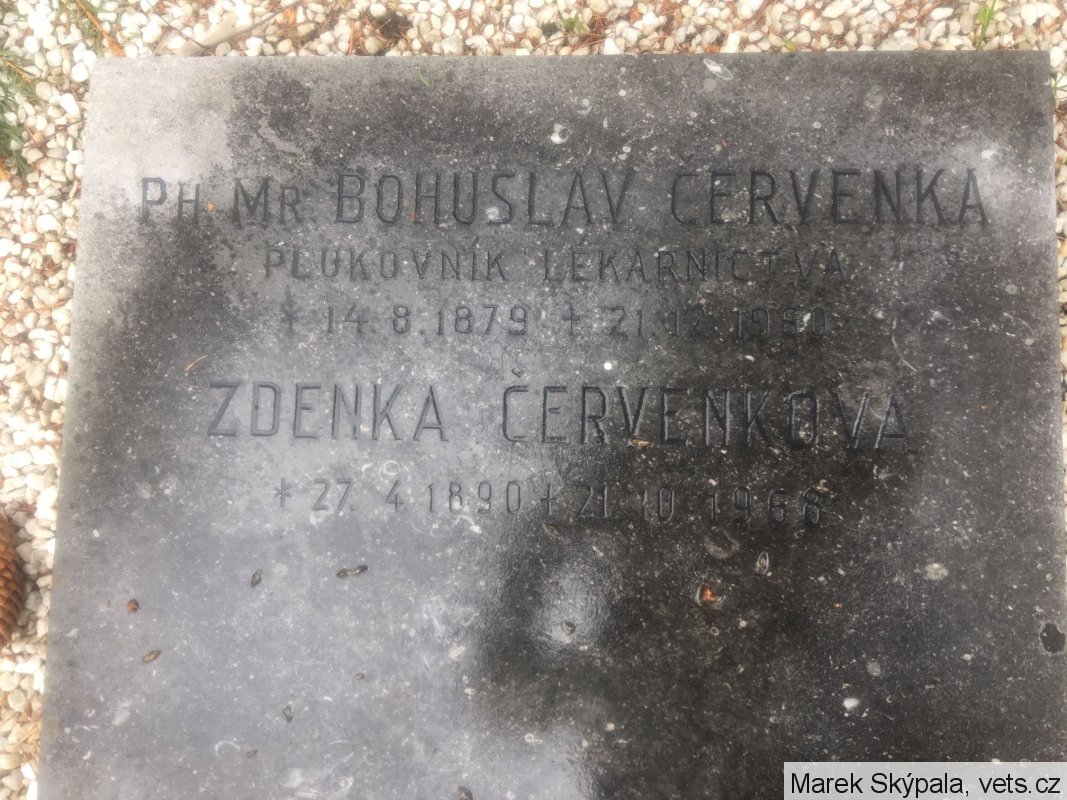 PH. MR. BOHUSLAV ČERVENKA
PLUKOVNÍK LÉKÁRNICTVA
* 14. 8. 1879 + 21. 12. 1960
ZDENKA ČERVENKOVÁ
* 27. 4. 1890 + 21. 10. 1968
Marek Skýpala, vets.cz